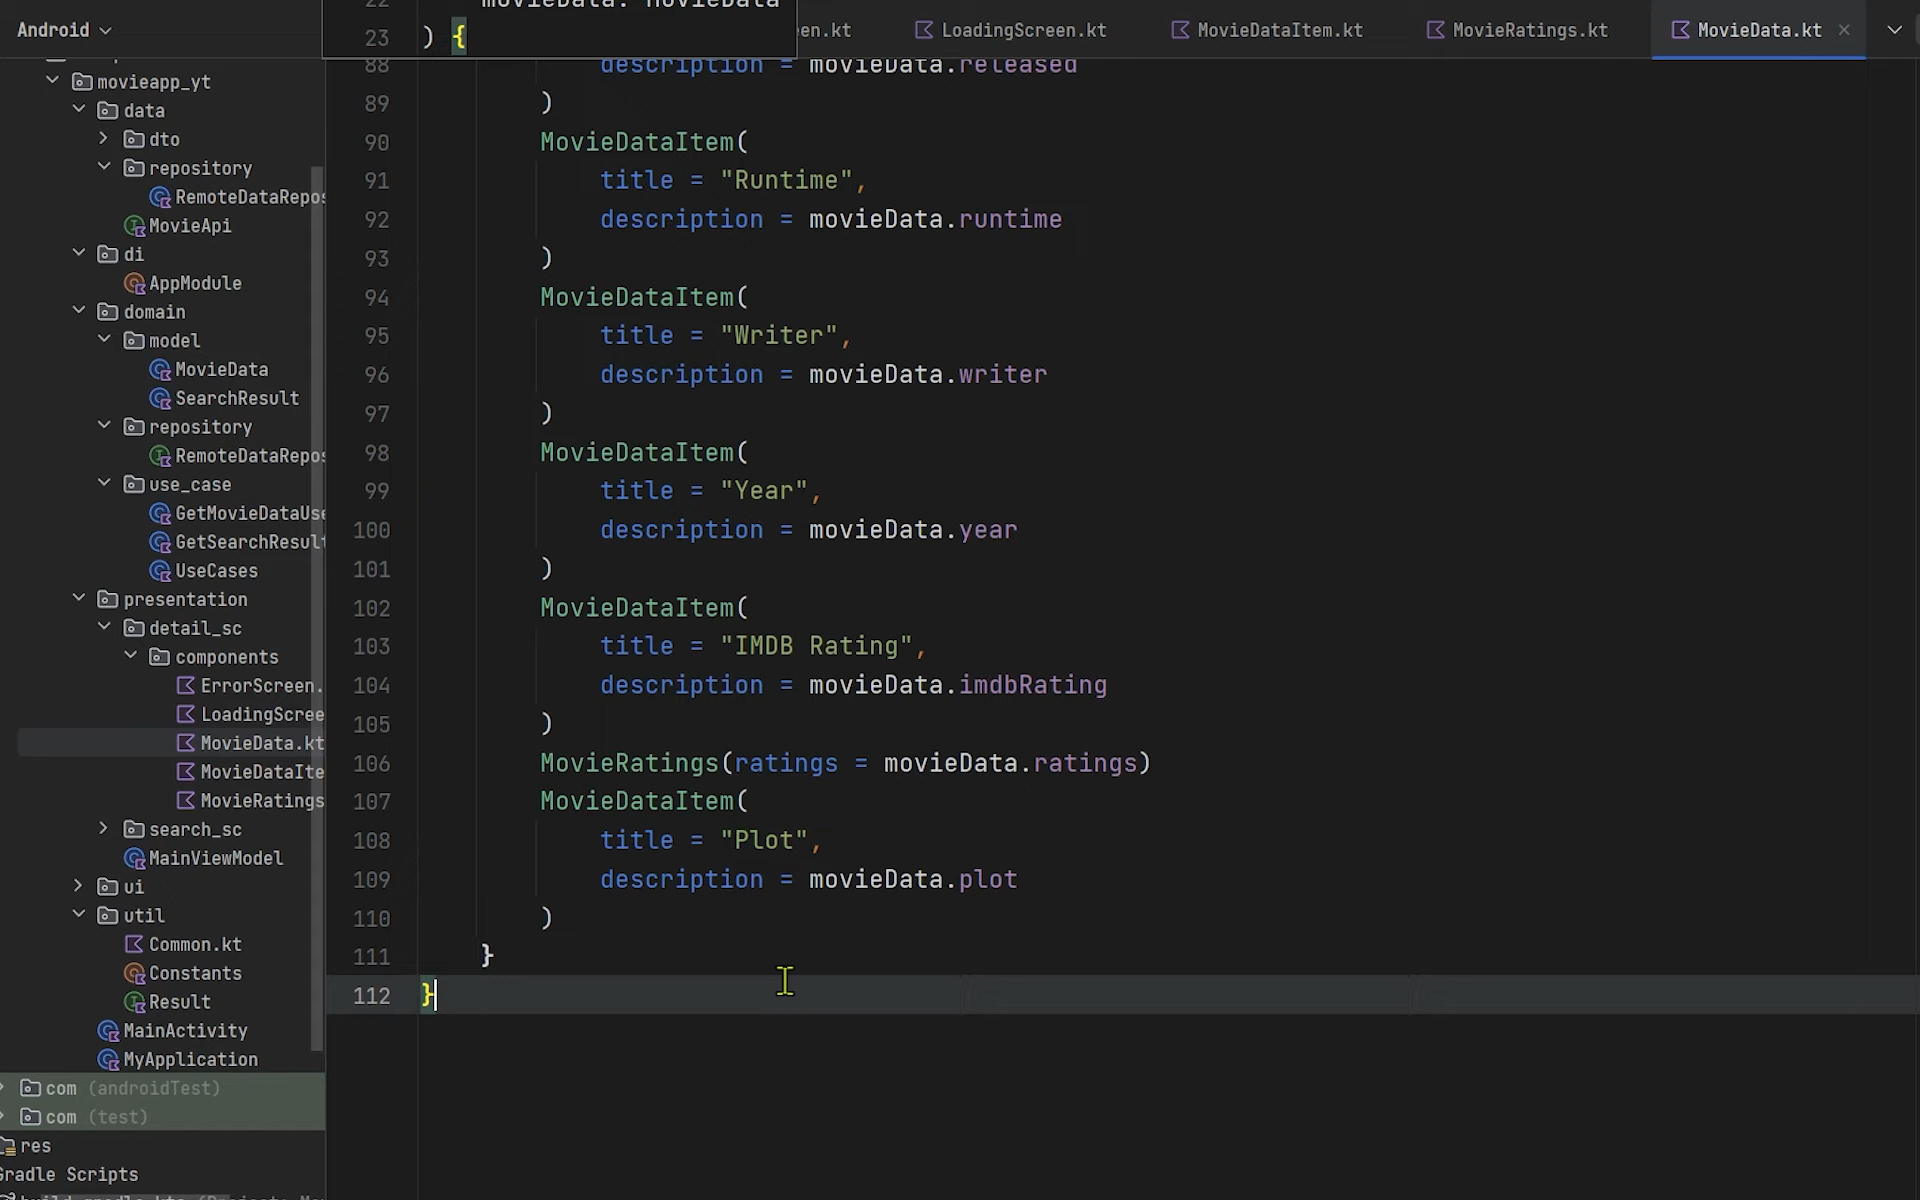 Android
22 movieData: MovieData
23 ) {
en.kt
LoadingScreen.kt
MovieDataItem.kt
MovieRatings.kt
MovieData.kt
movieapp_yt
data
dto
repository
RemoteDataRepos
MovieApi
di
AppModule
domain
model
MovieData
SearchResult
repository
RemoteDataRepos
use_case
GetMovieDataUse
GetSearchResult
UseCases
presentation
detail_sc
components
ErrorScreen.
LoadingScree
MovieData.kt
MovieDataIte
MovieRatings
search_sc
MainViewModel
ui
util
Common.kt
Constants
Result
MainActivity
MyApplication
com (androidTest)
com (test)
res
Gradle Scripts
88 description = movieData.released
89 )
90 MovieDataItem(
91 title = "Runtime",
92 description = movieData.runtime
93 )
94 MovieDataItem(
95 title = "Writer",
96 description = movieData.writer
97 )
98 MovieDataItem(
99 title = "Year",
100 description = movieData.year
101 )
102 MovieDataItem(
103 title = "IMDB Rating",
104 description = movieData.imdbRating
105 )
106 MovieRatings(ratings = movieData.ratings)
107 MovieDataItem(
108 title = "Plot",
109 description = movieData.plot
110 )
111 }
112 }